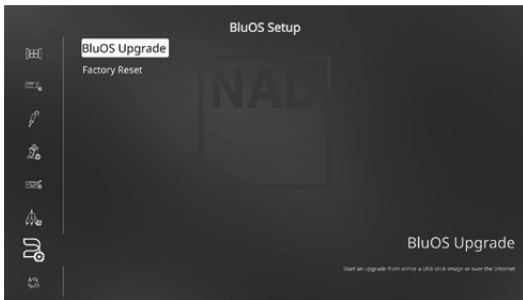 BluOS Setup
BluOS Upgrade
Factory Reset
NAD
BluOS Upgrade
Start an upgrade from either a USB stick image or over the Internet